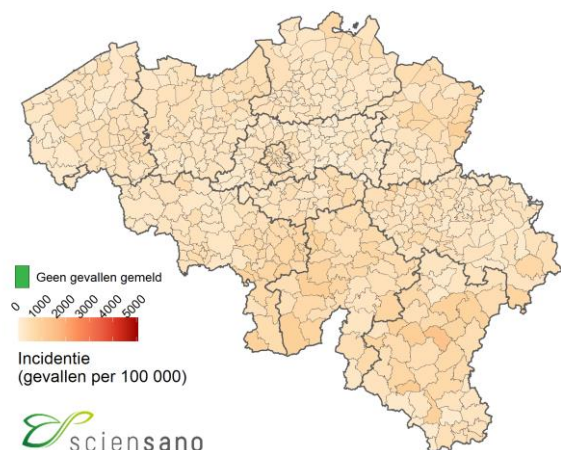 Geen gevallen gemeld
0 1000 2000 3000 4000 5000
Incidentie
(gevallen per 100 000)
sciensano